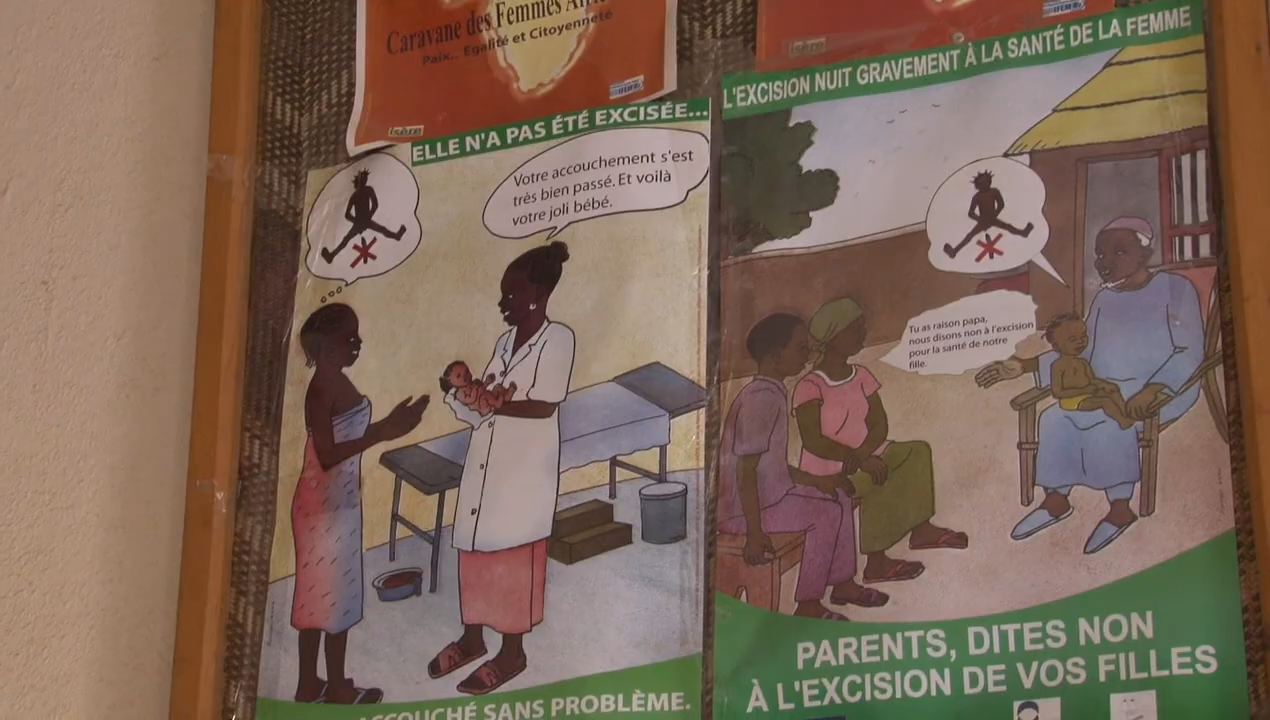 Caravane des Femmes
Paix.. Egalité et Citoyenneté
isère
isère
ELLE N'A PAS ÉTÉ EXCISÉE...
Votre accouchement s'est
très bien passé. Et voilà
votre joli bébé.
ACCOUCHÉ SANS PROBLÈME.
L'EXCISION NUIT GRAVEMENT À LA SANTÉ DE LA FEMME
Tu as raison papa,
nous disons non à l'excision
pour la santé de notre
fille.
PARENTS, DITES NON
À L'EXCISION DE VOS FILLES